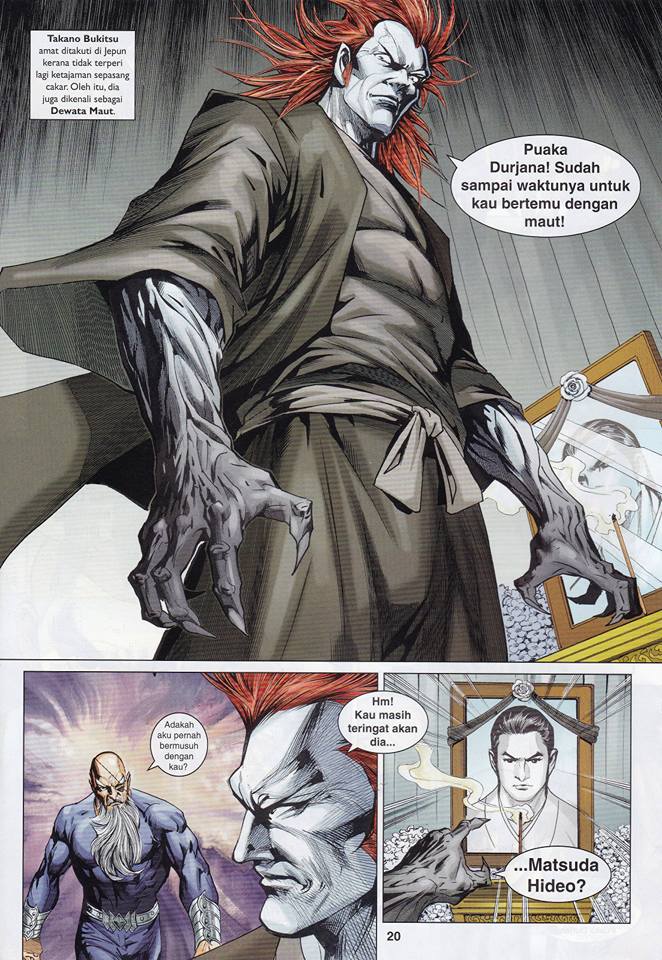 Takano Bukitsu
amat ditakuti di Jepun
kerana tidak terperi
lagi ketajaman sepasang
cakar. Oleh itu, dia
juga dikenali sebagai
Dewata Maut.
Puaka
Durjana! Sudah
sampai waktunya untuk
kau bertemu dengan
maut!
Adakah
aku pernah
bermusuh
dengan
kau?
Hm!
Kau masih
teringat akan
dia...
...Matsuda
Hideo?
20